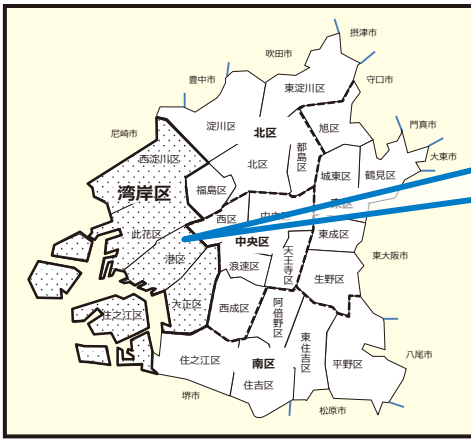 摂津市
吹田市
守口市
豊中市
東淀川区
門真市
尼崎市
淀川区
北区
旭区
大東市
西淀川区
北区
都島区
城東区
鶴見区
湾岸区
福島区
西区
此花区
中央区
東成区
港区
浪速区
天王寺区
東大阪市
生野区
大正区
西成区
阿倍野区
住之江区
東住吉区
住之江区
南区
平野区
八尾市
住吉区
堺市
松原市